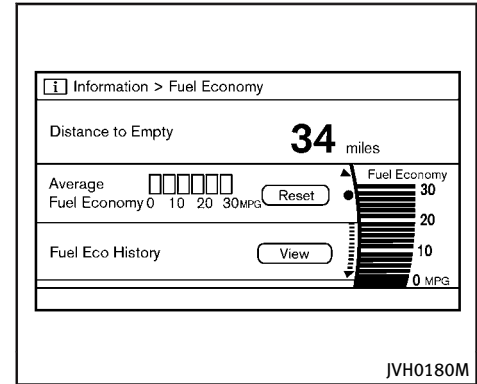 i Information > Fuel Economy
Distance to Empty
34 miles
Average
Fuel Economy 0 10 20 30MPG
Reset
Fuel Eco History
View
Fuel Economy
30
20
10
0 MPG
JVH0180M